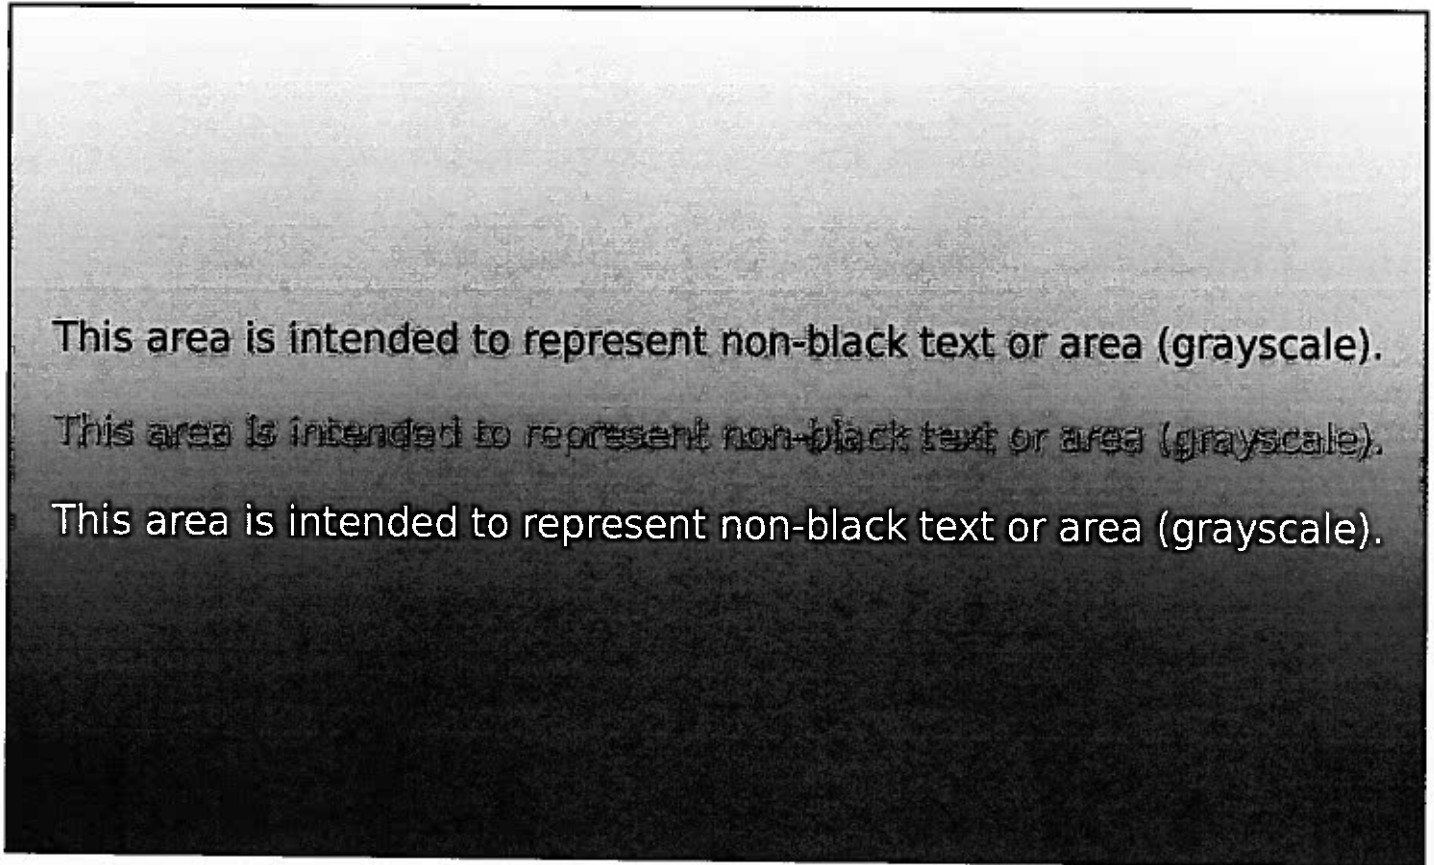 This area is intended to represent non-black text or area (grayscale).
This area is intended to represent non-black text or area (grayscale).
This area is intended to represent non-black text or area (grayscale).